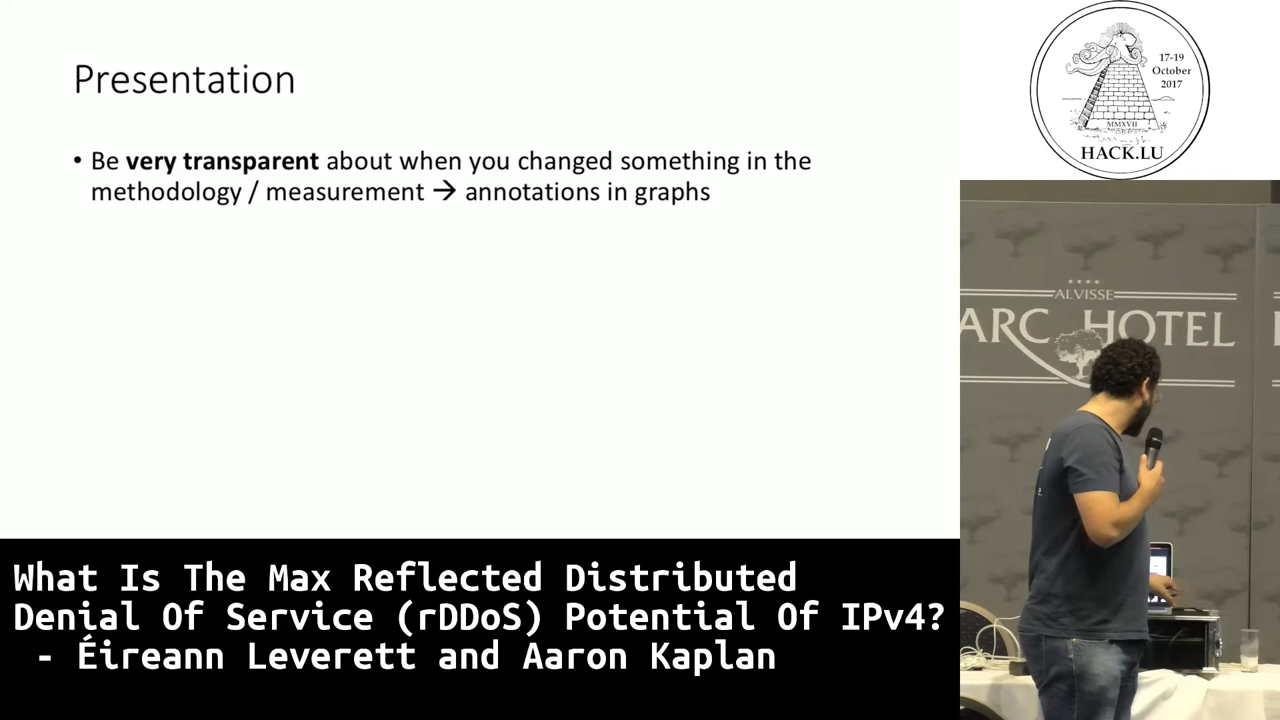 Presentation
• Be very transparent about when you changed something in the
methodology / measurement → annotations in graphs
17-19
October
2017
MMXVII
HACK.LU
ALVISSE
ARC HOTEL
What Is The Max Reflected Distributed
Denial Of Service (rDDoS) Potential Of IPv4?
- Éireann Leverett and Aaron Kaplan